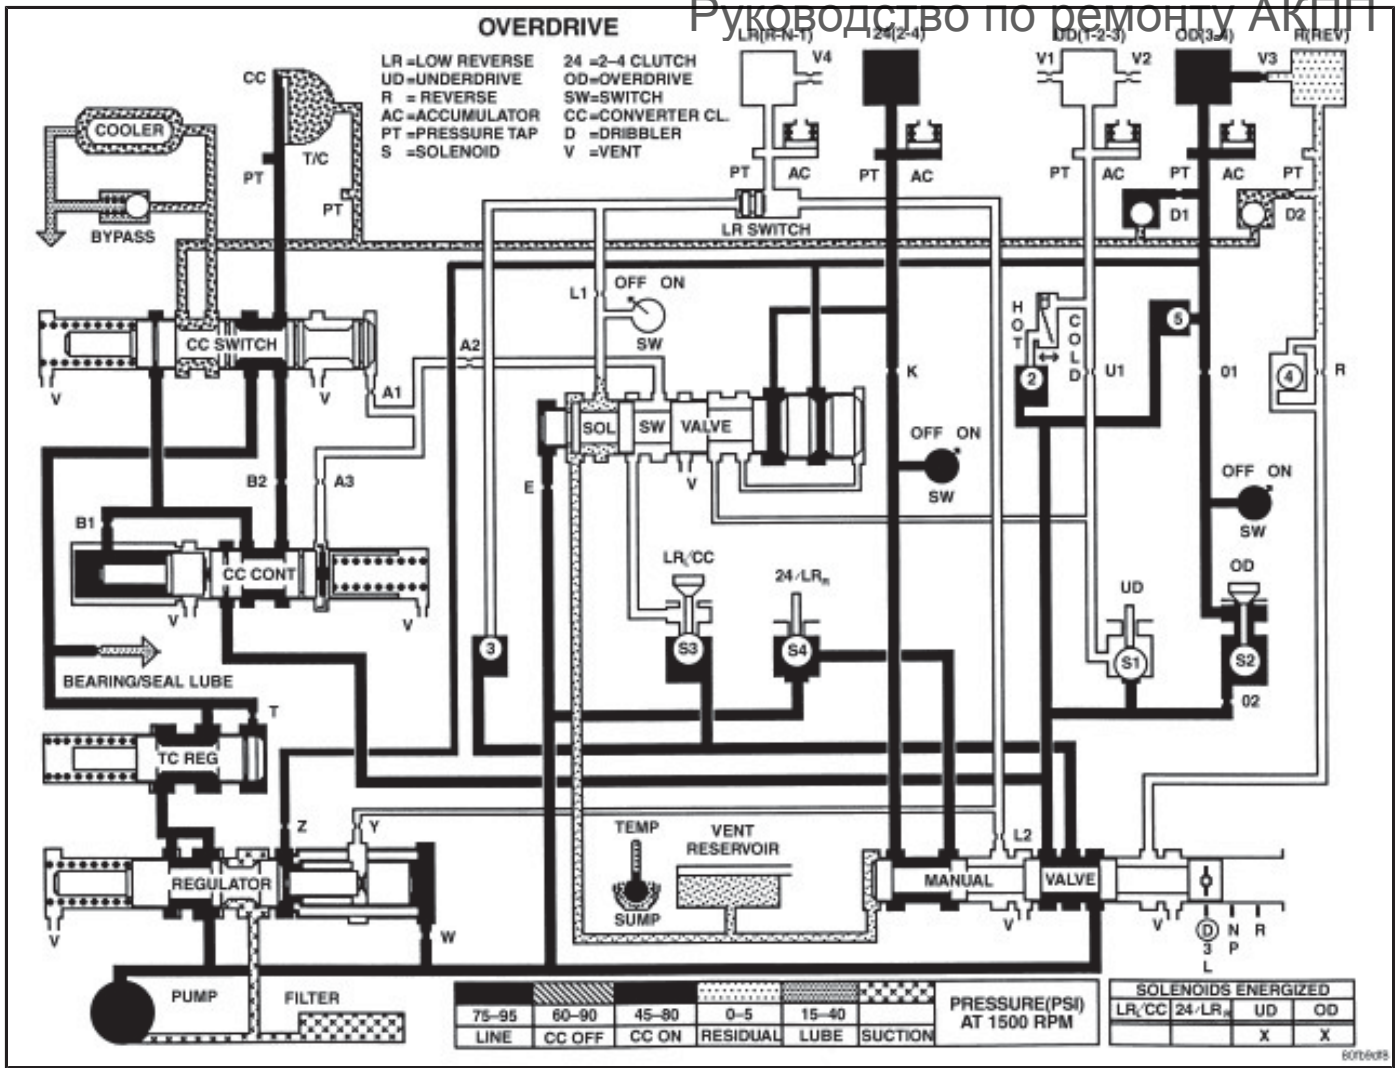 Руководство по ремонту АКПП
OVERDRIVE
LR =LOW REVERSE
UD=UNDERDRIVE
R = REVERSE
AC=ACCUMULATOR
PT =PRESSURE TAP
S =SOLENOID
24 =2–4 CLUTCH
OD=OVERDRIVE
SW=SWITCH
CC=CONVERTER CL.
D =DRIBBLER
V =VENT
LR(R-N-1)
24(2-4)
UD(1-2-3)
OD(3-4)
R(REV)
V4
V1
V2
V3
CC
COOLER
T/C
PT
PT
BYPASS
PT
AC
PT
AC
PT
AC
PT
AC
PT
D1
D2
LR SWITCH
OFF ON
L1
SW
HOT
COLD
5
CC SWITCH
A2
2
U1
K
01
4
R
V
V
A1
SOL
SW
VALVE
OFF ON
SW
OFF ON
SW
B2
A3
E
V
B1
CC CONT
LR/CC
24/LRR
UD
OD
V
V
3
S3
S4
S1
S2
BEARING/SEAL LUBE
02
T
TC REG
Z
Y
TEMP
VENT
RESERVOIR
L2
REGULATOR
SUMP
MANUAL
VALVE
V
W
V
V
D
3
L
N
P
R
PUMP
FILTER
75–95
60–90
45–80
0–5
15–40
LINE
CC OFF
CC ON
RESIDUAL
LUBE
SUCTION
PRESSURE(PSI)
AT 1500 RPM
SOLENOIDS ENERGIZED
LRL/CC
24/LRR
UD
OD
X
X
80fb9df8